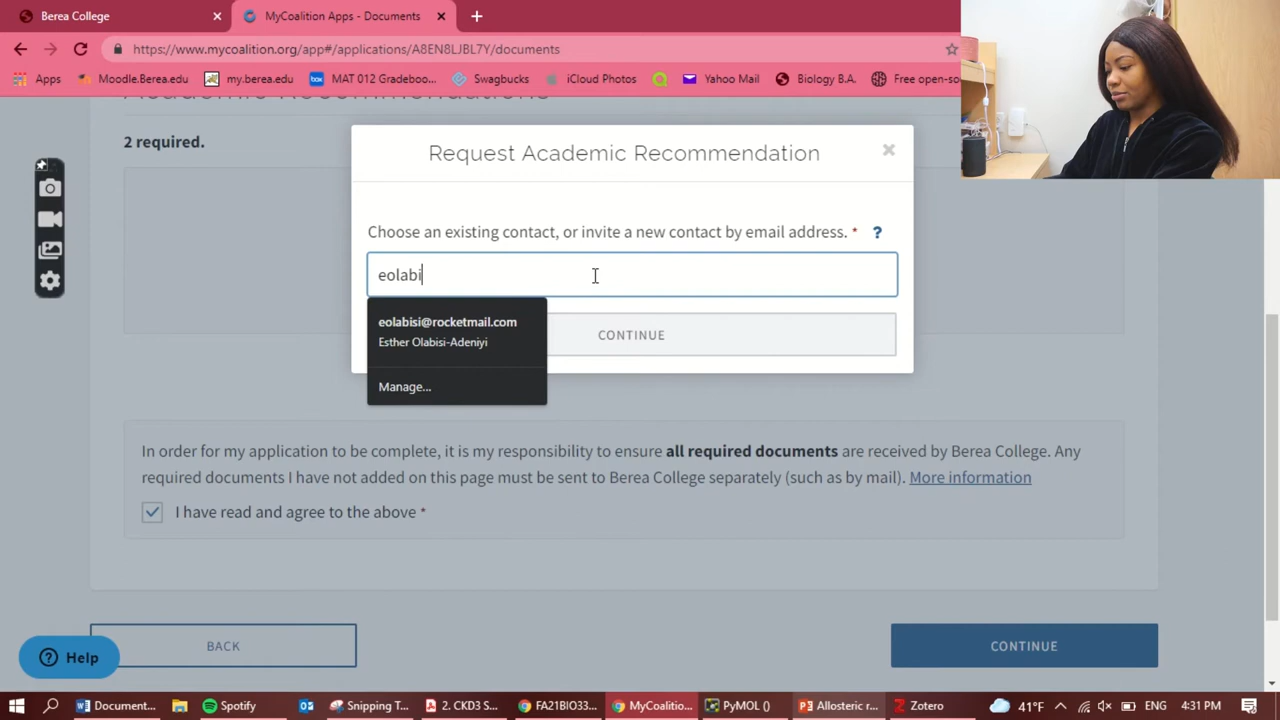 Berea College
MyCoalition Apps - Documents
https://www.mycoalition.org/app#/applications/A8EN8LJBL7Y/documents
Apps
Moodle.Berea.edu
my.berea.edu
box
MAT 012 Gradeboo...
Swagbucks
iCloud Photos
Yahoo Mail
Biology B.A.
Free open-so
Academic Recommendations
2 required.
Request Academic Recommendation
Choose an existing contact, or invite a new contact by email address. * ?
eolabi
eolabisi@rocketmail.com
Esther Olabisi-Adeniyi
Manage...
CONTINUE
In order for my application to be complete, it is my responsibility to ensure all required documents are received by Berea College. Any
required documents I have not added on this page must be sent to Berea College separately (such as by mail). More information
I have read and agree to the above *
BACK
CONTINUE
Help
Document...
Spotify
Snipping T...
2. CKD3 S...
FA21BIO33...
MyCoalitio...
PyMOL ()
Allosteric r...
Zotero
41°F
ENG
4:31 PM